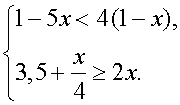 1 − 5x < 4(1 − x),
3,5 + x/4 ≥ 2x.